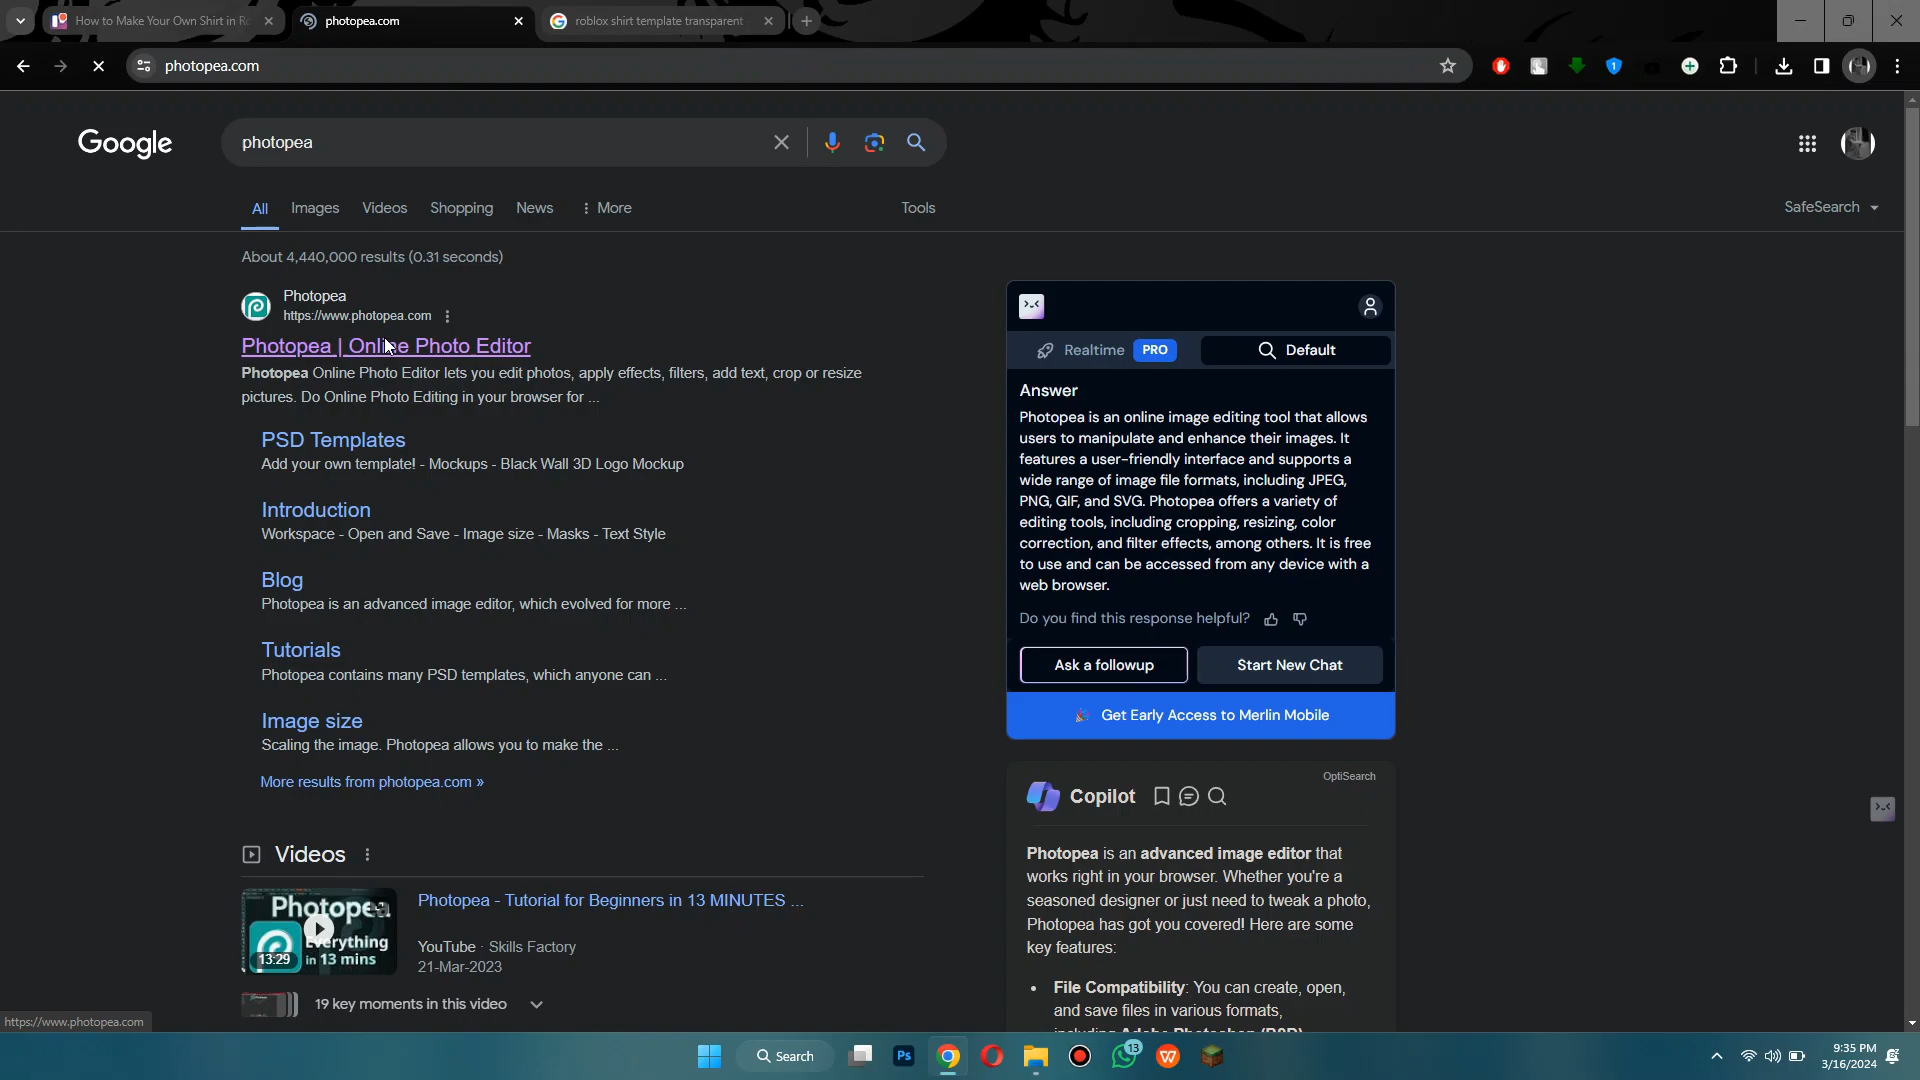 How to Make Your Own Shirt in Ro
photopea.com
roblox shirt template transparent
photopea.com
Google
photopea
All
Images
Videos
Shopping
News
More
Tools
SafeSearch
About 4,440,000 results (0.31 seconds)
Photopea
https://www.photopea.com
Photopea | Online Photo Editor
Photopea Online Photo Editor lets you edit photos, apply effects, filters, add text, crop or resize
pictures. Do Online Photo Editing in your browser for ...
PSD Templates
Add your own template! - Mockups - Black Wall 3D Logo Mockup
Introduction
Workspace - Open and Save - Image size - Masks - Text Style
Blog
Photopea is an advanced image editor, which evolved for more ...
Tutorials
Photopea contains many PSD templates, which anyone can ...
Image size
Scaling the image. Photopea allows you to make the ...
More results from photopea.com »
Videos
Photopea
Everything
in 13 mins
13:29
Photopea - Tutorial for Beginners in 13 MINUTES ...
YouTube · Skills Factory
21-Mar-2023
19 key moments in this video
https://www.photopea.com
Realtime PRO
Default
Answer
Photopea is an online image editing tool that allows
users to manipulate and enhance their images. It
features a user-friendly interface and supports a
wide range of image file formats, including JPEG,
PNG, GIF, and SVG. Photopea offers a variety of
editing tools, including cropping, resizing, color
correction, and filter effects, among others. It is free
to use and can be accessed from any device with a
web browser.
Do you find this response helpful?
Ask a followup
Start New Chat
Get Early Access to Merlin Mobile
OptiSearch
Copilot
Photopea is an advanced image editor that
works right in your browser. Whether you're a
seasoned designer or just need to tweak a photo,
Photopea has got you covered! Here are some
key features:
• File Compatibility: You can create, open,
and save files in various formats,
including Adobe Photoshop (PSD)
Search
Ps
13
9:35 PM
3/16/2024